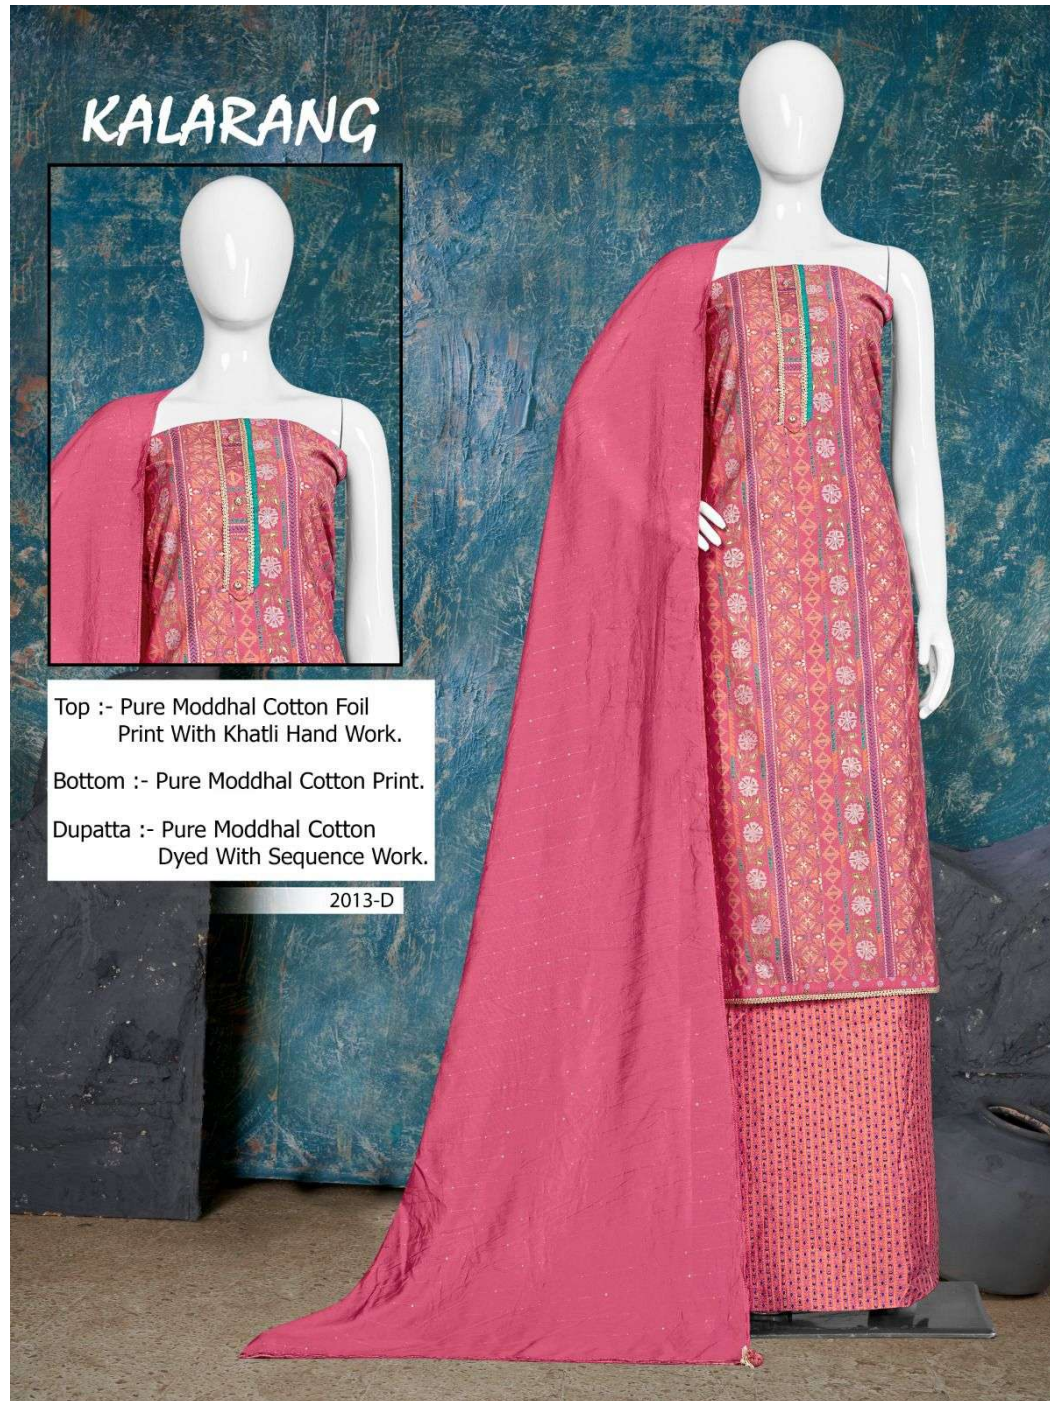 KALARANG
Top :- Pure Moddhal Cotton Foil
Print With Khatli Hand Work.
Bottom :- Pure Moddhal Cotton Print.
Dupatta :- Pure Moddhal Cotton
Dyed With Sequence Work.
2013-D